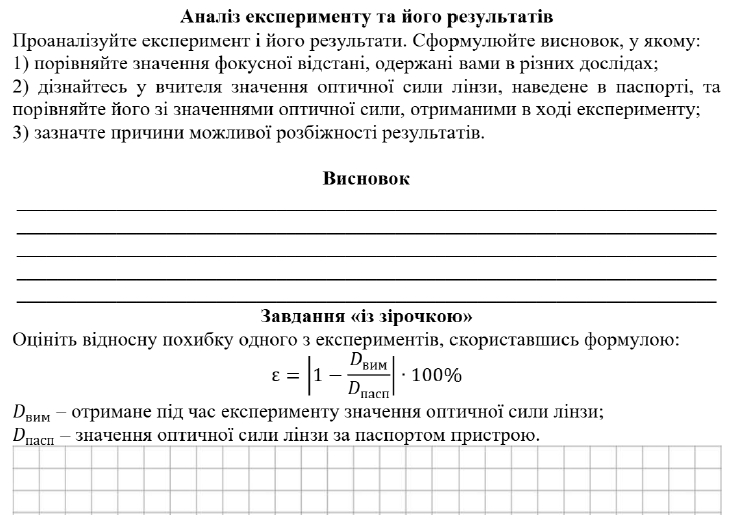 Аналіз експерименту та його результатів
Проаналізуйте експеримент і його результати. Сформулюйте висновок, у якому:
1) порівняйте значення фокусної відстані, одержані вами в різних дослідах;
2) дізнайтесь у вчителя значення оптичної сили лінзи, наведене в паспорті, та
порівняйте його зі значеннями оптичної сили, отриманими в ході експерименту;
3) зазначте причини можливої розбіжності результатів.
Висновок
Завдання «із зірочкою»
Оцініть відносну похибку одного з експериментів, скориставшись формулою:
ε = |1 − Dвим/Dпасп| · 100%
Dвим – отримане під час експерименту значення оптичної сили лінзи;
Dпасп – значення оптичної сили лінзи за паспортом пристрою.